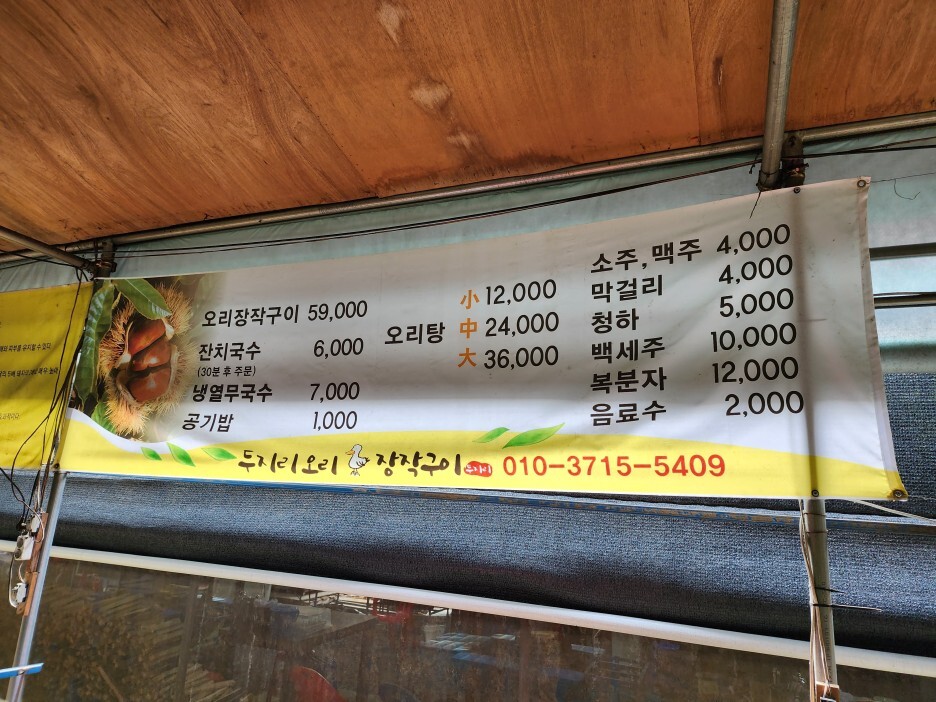 오리장작구이 59,000
잔치국수 6,000
(30분 후 주문)
냉열무국수 7,000
공기밥 1,000
오리탕
小 12,000
中 24,000
大 36,000
소주,맥주 4,000
막걸리 4,000
청하 5,000
백세주 10,000
복분자 12,000
음료수 2,000
두지리오리 장작구이 010-3715-5409